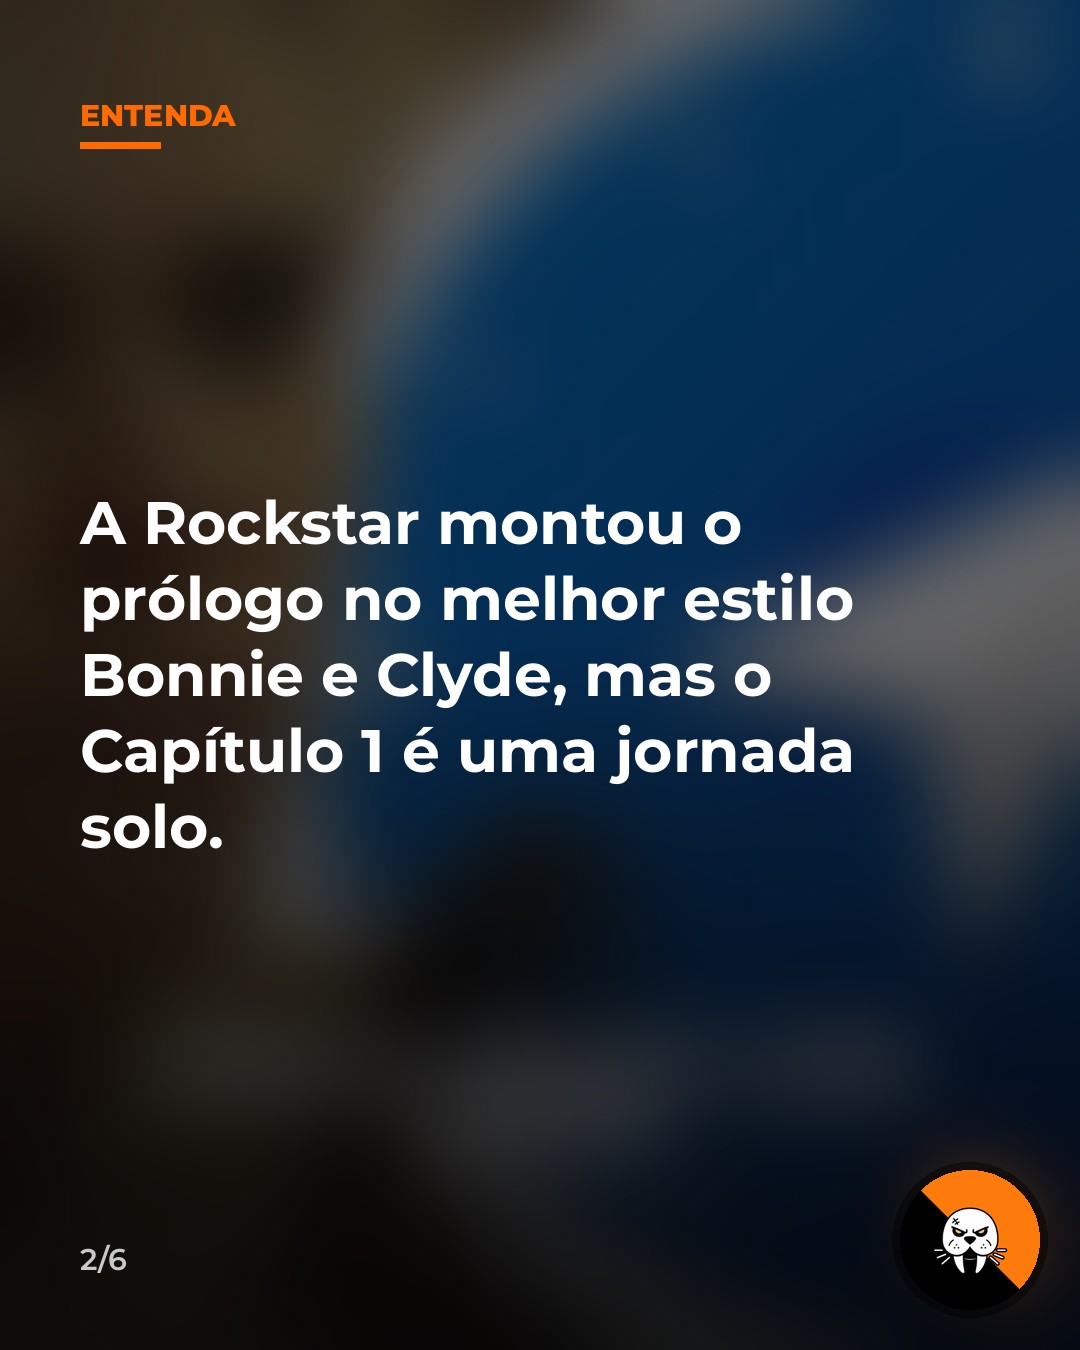 ENTENDA
A Rockstar montou o
prólogo no melhor estilo
Bonnie e Clyde, mas o
Capítulo 1 é uma jornada
solo.
2/6